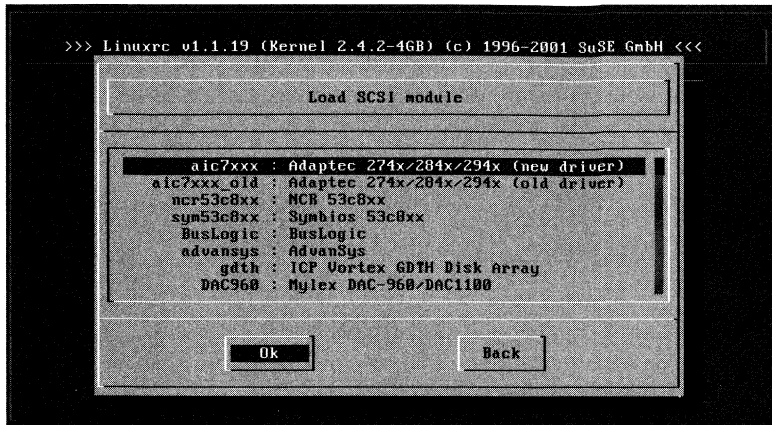 >>> Linuxrc v1.1.19 (Kernel 2.4.2-4GB) (c) 1996-2001 SuSE GmbH <<<
Load SCSI module
aic7xxx : Adaptec 274x/284x/294x (new driver)
aic7xxx_old : Adaptec 274x/284x/294x (old driver)
ncr53c8xx : NCR 53c8xx
sym53c8xx : Symbios 53c8xx
BusLogic : BusLogic
advansys : AdvanSys
gdth : ICP Vortex GDTH Disk Array
DAC960 : Mylex DAC-960/DAC1100
Ok
Back